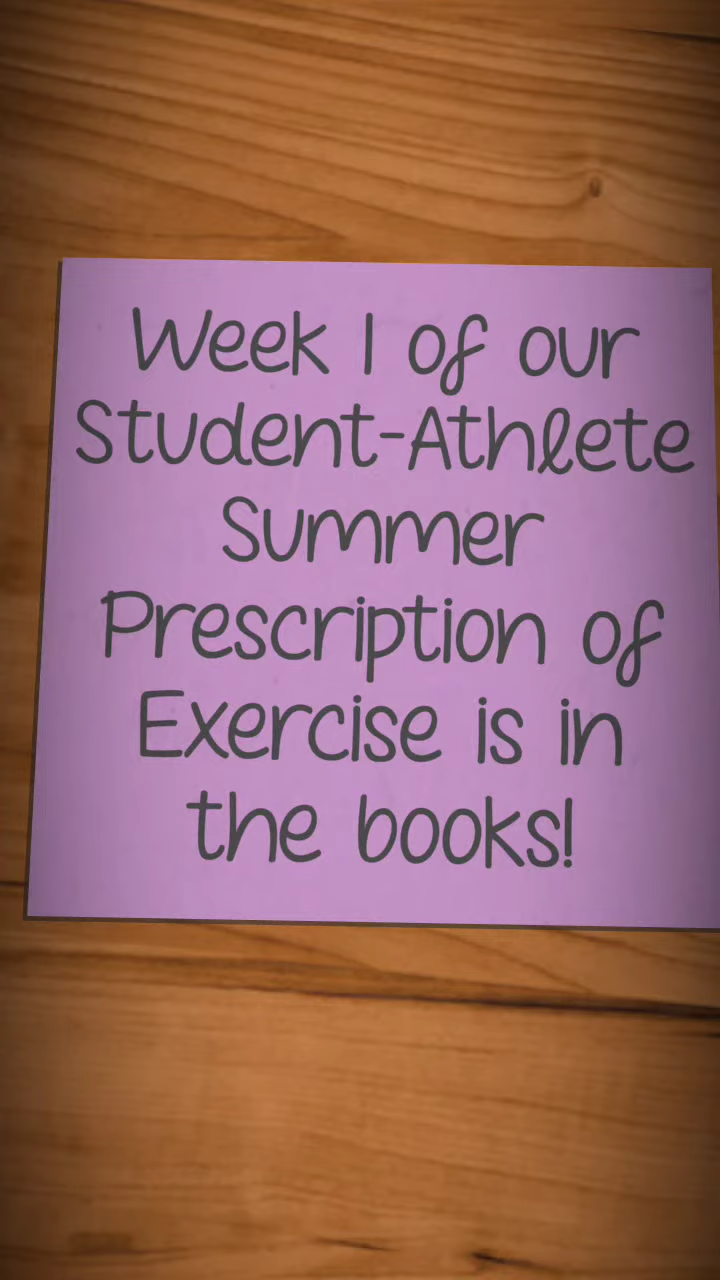 Week 1 of our
Student-Athlete
Summer
Prescription of
Exercise is in
the books!